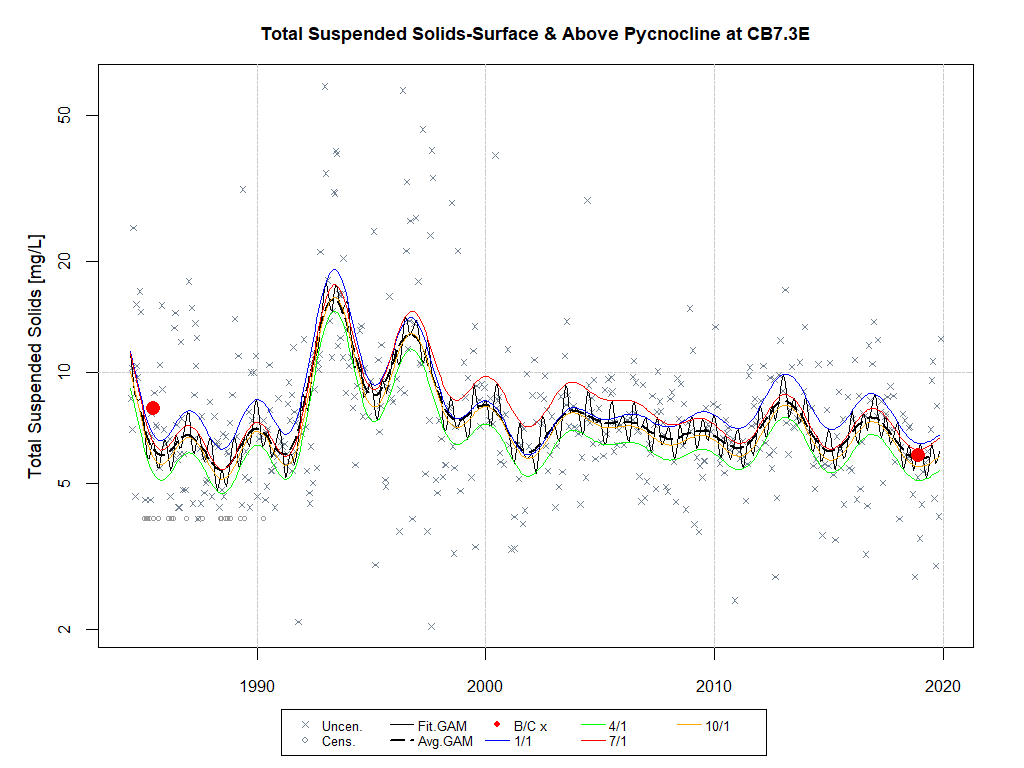 Total Suspended Solids-Surface & Above Pycnocline at CB7.3E
Total Suspended Solids [mg/L]
50
20
10
5
2
1990 2000 2010 2020
Uncen. Fit.GAM B/C x 4/1 10/1
Cens. Avg.GAM 1/1 7/1